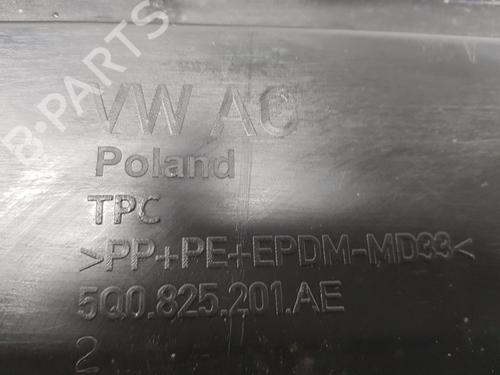 B-PARTS
VW AG
Poland
TPC
>PP+PE+EPDM-MD33<
5Q0.825.201.AE
2